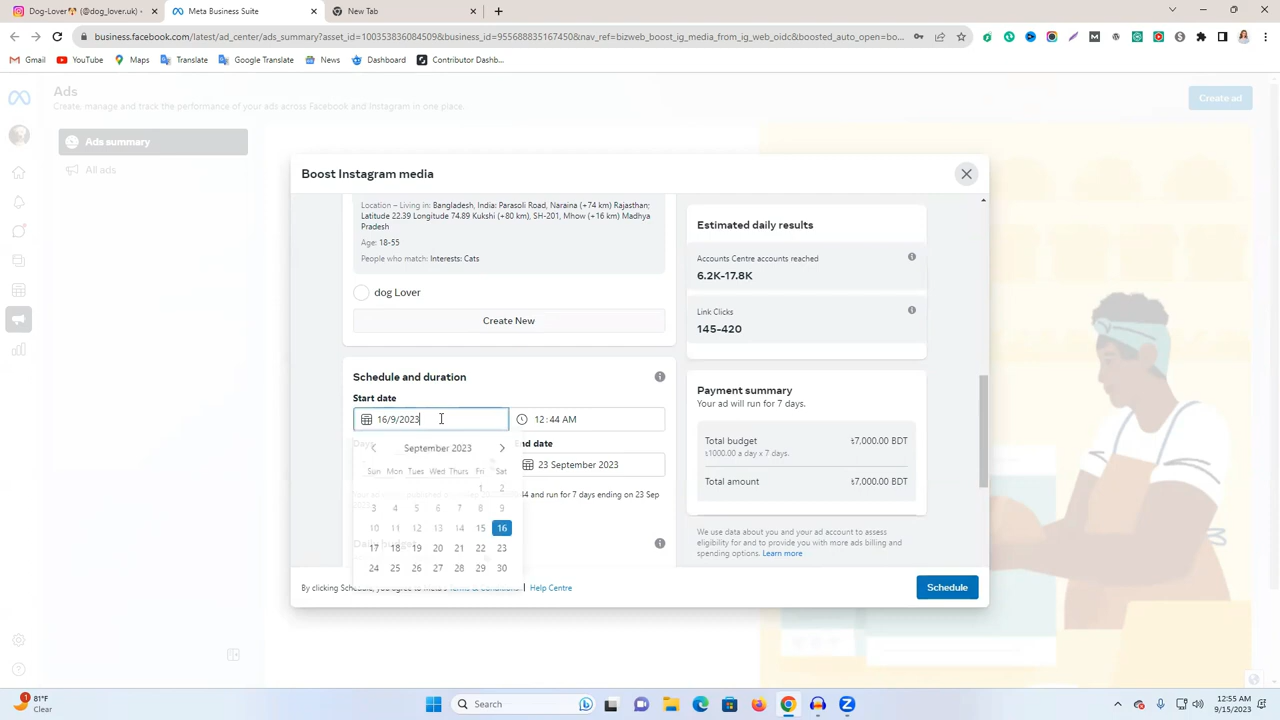 Dog-Lover🐶 (@dog_lover.uk) •
Meta Business Suite
New Tab
business.facebook.com/latest/ad_center/ads_summary?asset_id=100353836084509&business_id=955688835167450&nav_ref=bizweb_boost_ig_media_from_ig_web_oidc&boosted_auto_open=bo...
Gmail
YouTube
Maps
Translate
Google Translate
News
Dashboard
Contributor Dashb...
Ads
Create, manage and track the performance of your ads across Facebook and Instagram in one place.
Create ad
Ads summary
All ads
Boost Instagram media
Location – Living in: Bangladesh, India: Parsoli Road, Naraina (+74 km) Rajasthan;
Latitude 22.39 Longitude 74.89 Kukshi (+80 km), SH-201, Mhow (+16 km) Madhya
Pradesh
Age: 18-55
People who match: Interests: Cats
dog Lover
Create New
Schedule and duration
Start date
16/9/2023
12:44 AM
Days
End date
23 September 2023
September 2023
Sun Mon Tues Wed Thurs Fri Sat
1 2
3 4 5 6 7 8 9
10 11 12 13 14 15 16
17 18 19 20 21 22 23
24 25 26 27 28 29 30
44 and run for 7 days ending on 23 Sep
Daily budget
Estimated daily results
Accounts Centre accounts reached
6.2K-17.8K
Link Clicks
145-420
Payment summary
Your ad will run for 7 days.
Total budget
৳7,000.00 BDT
৳1000.00 a day x 7 days.
Total amount
৳7,000.00 BDT
We use data about you and your ad account to assess
eligibility for and to provide you with more ads billing and
spending options. Learn more
By clicking Schedule, you agree to Meta's Terms & Conditions | Help Centre
Schedule
1
81°F
Clear
Search
12:55 AM
9/15/2023